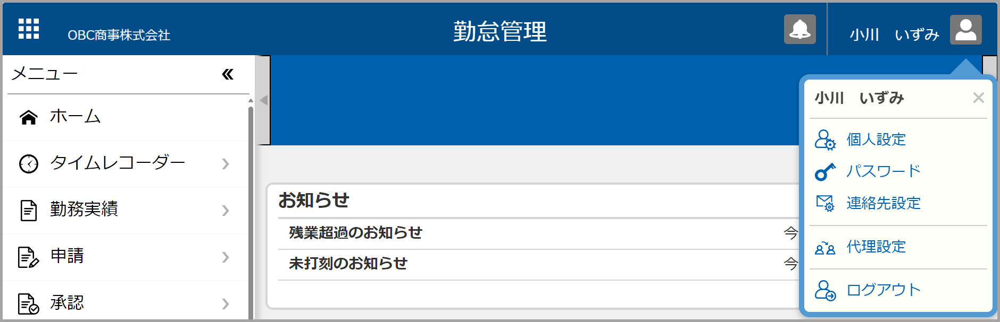 OBC商事株式会社
勤怠管理
小川　いずみ
メニュー
ホーム
タイムレコーダー
勤務実績
申請
承認
お知らせ
残業超過のお知らせ 今
未打刻のお知らせ 今
小川　いずみ
個人設定
パスワード
連絡先設定
代理設定
ログアウト